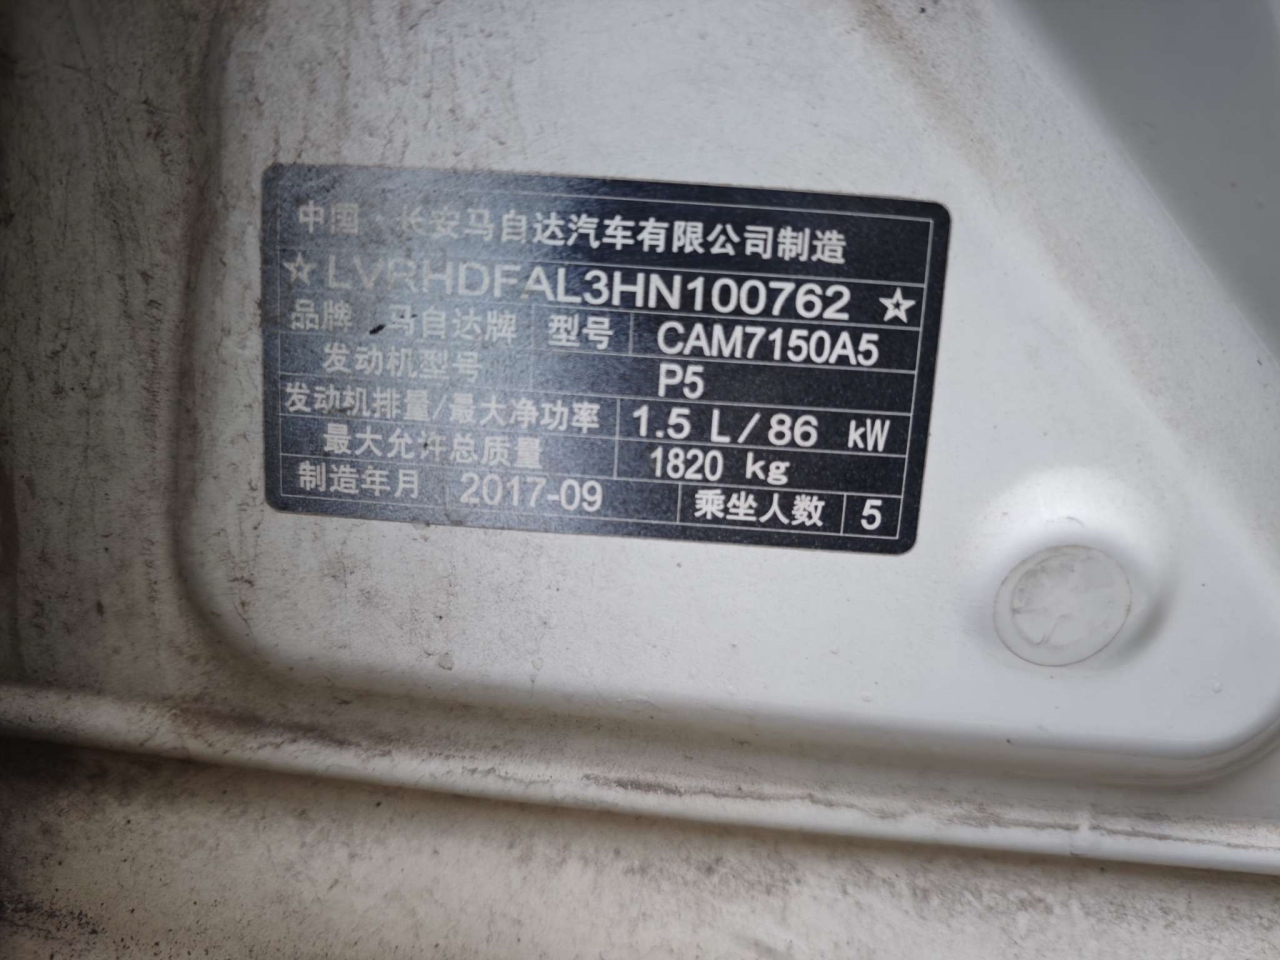 中国·长安马自达汽车有限公司制造
☆LVRHDFAL3HN100762☆
品牌 马自达牌 型号 CAM7150A5
发动机型号 P5
发动机排量/最大净功率 1.5 L/86 kW
最大允许总质量 1820 kg
制造年月 2017-09 乘坐人数 5